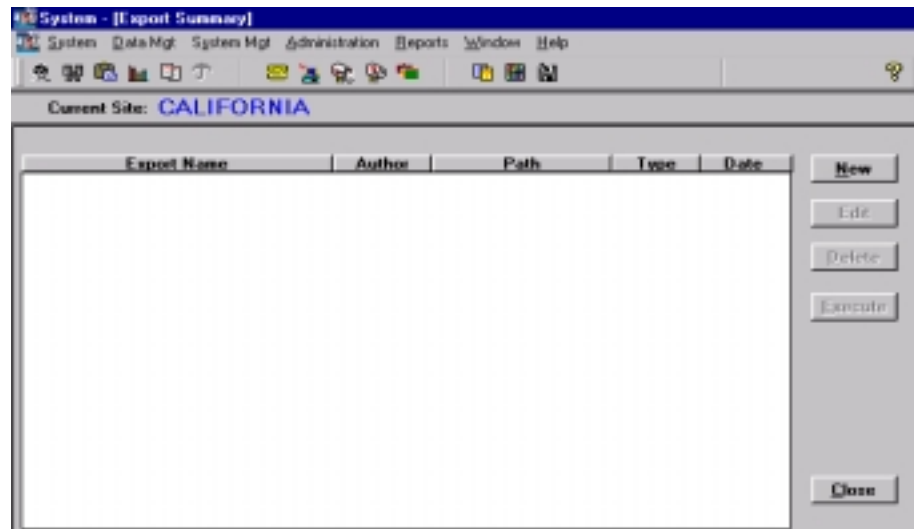 System - [Export Summary]
System Data Mgt System Mgt Administration Reports Window Help
Current Site: CALIFORNIA
Export Name Author Path Type Date
New
Edit
Delete
Execute
Close